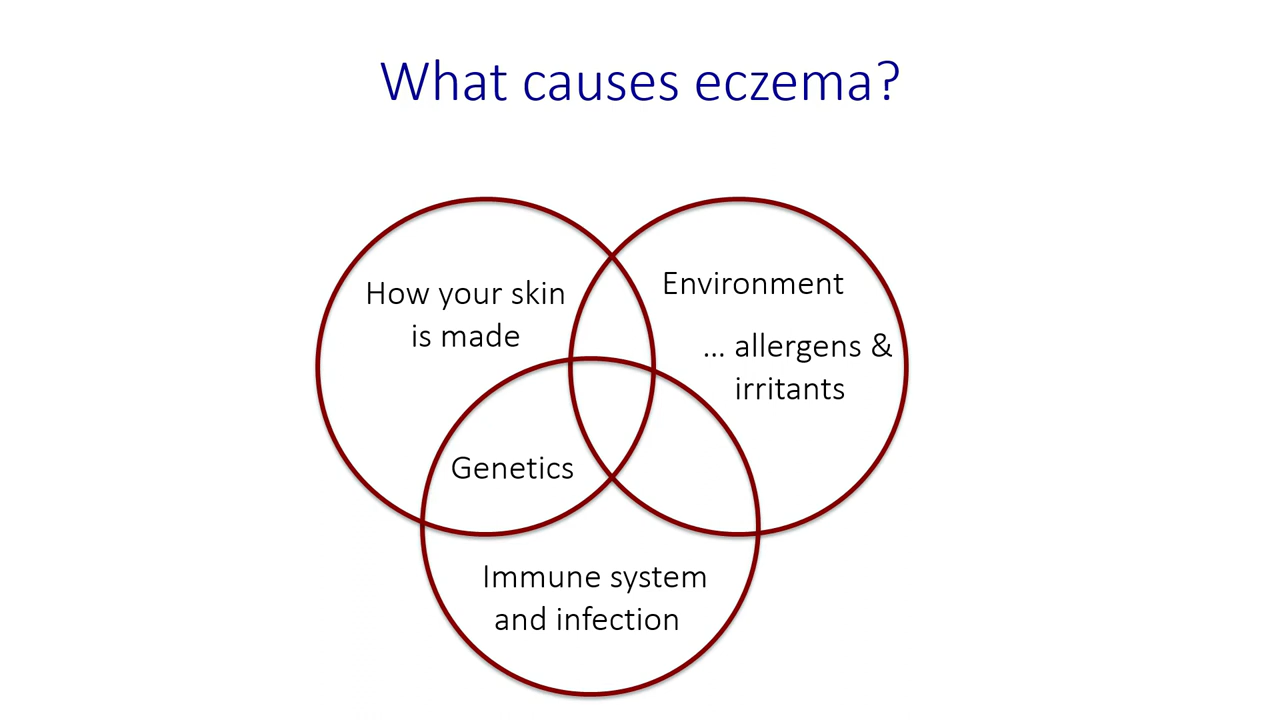 What causes eczema?
How your skin
is made
Environment
... allergens &
irritants
Genetics
Immune system
and infection